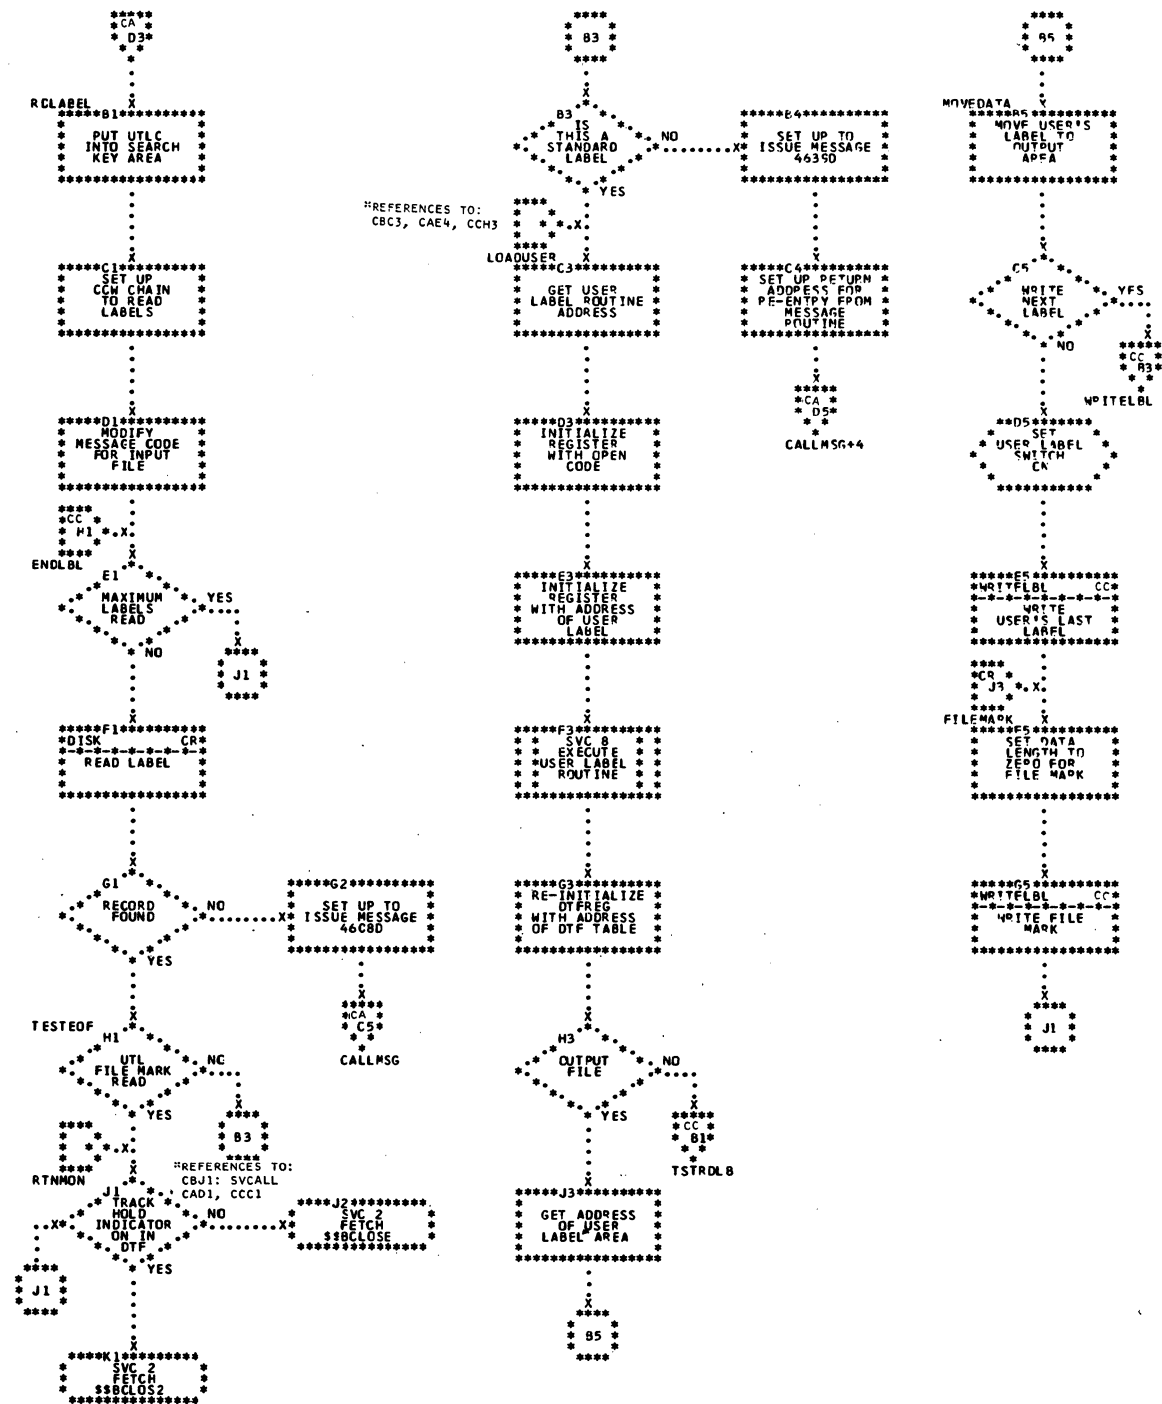 CA
D3
RCLABEL
B1
PUT UTLC
INTO SEARCH
KEY AREA
C1
SET UP
CCW CHAIN
TO READ
LABELS
D1
MODIFY
MESSAGE CODE
FOR INPUT
FILE
CC
H1
ENDLBL
E1
MAXIMUM
LABELS
READ
YES
NO
J1
F1
DISK CR
READ LABEL
G1
RECORD
FOUND
NO
YES
G2
SET UP TO
ISSUE MESSAGE
46C8D
CA
C5
CALLMSG
TESTEOF
H1
UTL
FILE MARK
READ
NO
YES
B3
RTNMON
*REFERENCES TO:
CBJ1: SVCALL
CAD1, CCC1
J1
TRACK
HOLD
INDICATOR
ON IN
DTF
NO
YES
J1
J2
SVC 2
FETCH
$$BCLOSE
K1
SVC 2
FETCH
$$BCLOS2
B3
B3
IS
THIS A
STANDARD
LABEL
NO
YES
B4
SET UP TO
ISSUE MESSAGE
4639D
*REFERENCES TO:
CBC3, CAE4, CCH3
LOADUSER
C3
GET USER
LABEL ROUTINE
ADDRESS
C4
SET UP RETURN
ADDRESS FOR
RE-ENTRY FROM
MESSAGE
ROUTINE
CA
D5
CALLMSG+4
D3
INITIALIZE
REGISTER
WITH OPEN
CODE
E3
INITIALIZE
REGISTER
WITH ADDRESS
OF USER
LABEL
F3
SVC 8
EXECUTE
USER LABEL
ROUTINE
G3
RE-INITIALIZE
DTFREG
WITH ADDRESS
OF DTF TABLE
H3
OUTPUT
FILE
NO
YES
CC
B1
TSTRDLB
J3
GET ADDRESS
OF USER
LABEL AREA
B5
B5
MOVEDATA
B5
MOVE USER'S
LABEL TO
OUTPUT
AREA
C5
WRITE
NEXT
LABEL
YES
NO
CC
B3
WRITELBL
D5
SET
USER LABEL
SWITCH
ON
E5
WRITELBL CC
WRITE
USER'S LAST
LABEL
CR
J3
FILEMARK
F5
SET DATA
LENGTH TO
ZERO FOR
FILE MARK
G5
WRITELBL CC
WRITE FILE
MARK
J1